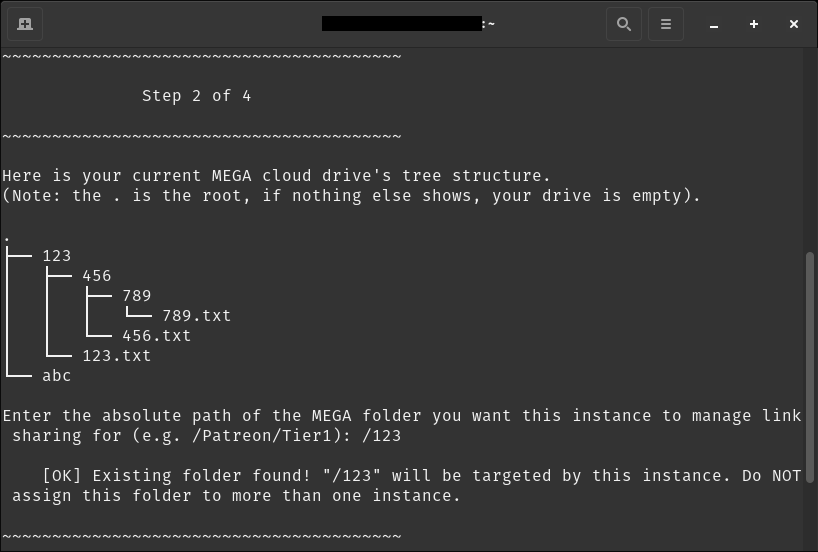 :~
~~~~~~~~~~~~~~~~~~~~~~~~~~~~~~~~~~~~~~~~
Step 2 of 4
~~~~~~~~~~~~~~~~~~~~~~~~~~~~~~~~~~~~~~~~
Here is your current MEGA cloud drive's tree structure.
(Note: the . is the root, if nothing else shows, your drive is empty).
.
├── 123
│   ├── 456
│   │   ├── 789
│   │   │   └── 789.txt
│   │   └── 456.txt
│   └── 123.txt
└── abc
Enter the absolute path of the MEGA folder you want this instance to manage link
sharing for (e.g. /Patreon/Tier1): /123
[OK] Existing folder found! "/123" will be targeted by this instance. Do NOT
assign this folder to more than one instance.
~~~~~~~~~~~~~~~~~~~~~~~~~~~~~~~~~~~~~~~~